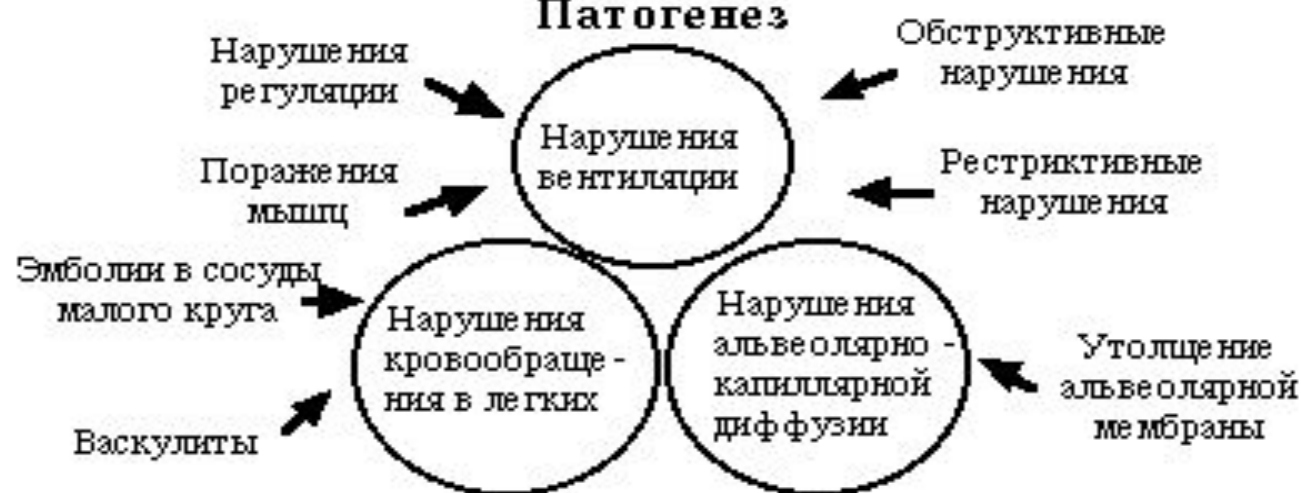 Патогенез
Нарушения
регуляции
Обструктивные
нарушения
Нарушения
вентиляции
Поражения
мышц
Рестриктивные
нарушения
Эмболии в сосуды
малого круга
Нарушения
кровообраще -
ния в легких
Нарушения
альвеолярно -
капиллярной
диффузии
Утолщение
альвеолярной
мембраны
Васкулиты